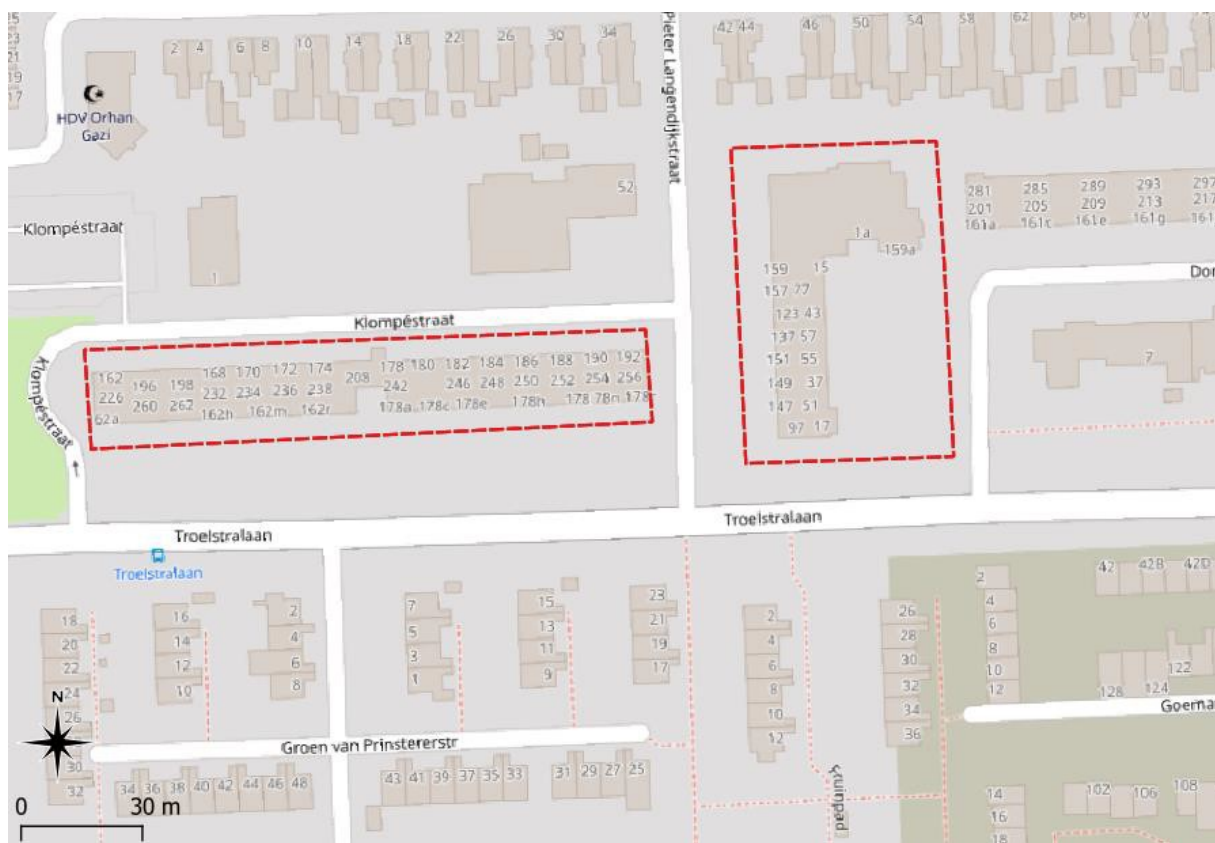 25
23
21
19
17
HDV Orhan
Gazi
2 4 6 8 10 14 18 22 26 30 34
Pieter Langendijkstraat
42 44 46 50 54 58 62 66 70
52
1
Klompéstraat
Klompéstraat
Klompéstraat
162 168 170 172 174 178 180 182 184 186 188 190 192
196 198 208
226 232 234 236 238 242 246 248 250 252 254 256
260 262
62a 162h 162m 162r 178a 178c 178e 178h 178 78n 178r
1a
159a
159 15
157 77
123 43
137 57
151 55
149 37
147 51
97 17
281 285 289 293 297
201 205 209 213 217
161a 161c 161e 161g 161
Dor
7
Troelstralaan
Troelstralaan
Troelstralaan
18
20
22
24
26
30
32
16
14
12
10
2
4
6
8
7
5
3
1
15
13
11
9
23
21
19
17
2
4
6
8
10
12
26
28
30
32
34
36
2
4
6
8
10
12
42 42B 42D
122
128 124
Goema
Groen van Prinstererstr
34 36 38 40 42 44 46 48
43 41 39 37 35 33
31 29 27 25
Kuinpad
14
16
18
102 106 108
N
0 30 m